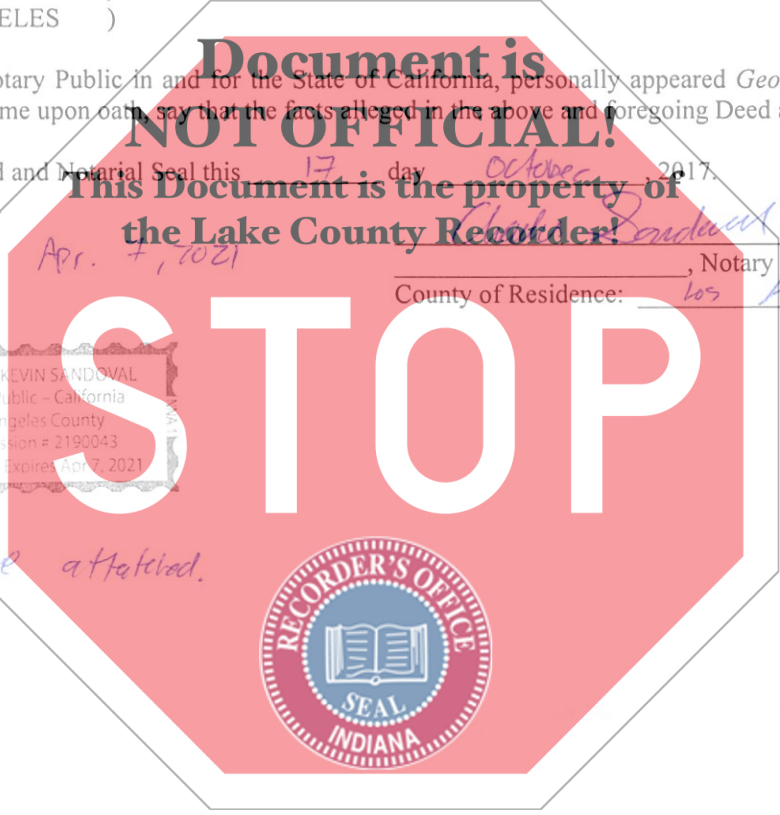 ELES )
Document is
otary Public in and for the State of California, personally appeared Geo
me upon oath, say that the facts alleged in the above and foregoing Deed a
NOT OFFICIAL!
d and Notarial Seal this 17 day October, 2017.
This Document is the property of
the Lake County Recorder!
Apr. 7, 2021
, Notary
County of Residence: Los A
STOP
KEVIN SANDOVAL
ublic – California
ngeles County
ssion # 2190043
Expires Apr 7, 2021
e attatched.
RECORDER'S OFFICE
SEAL
INDIANA